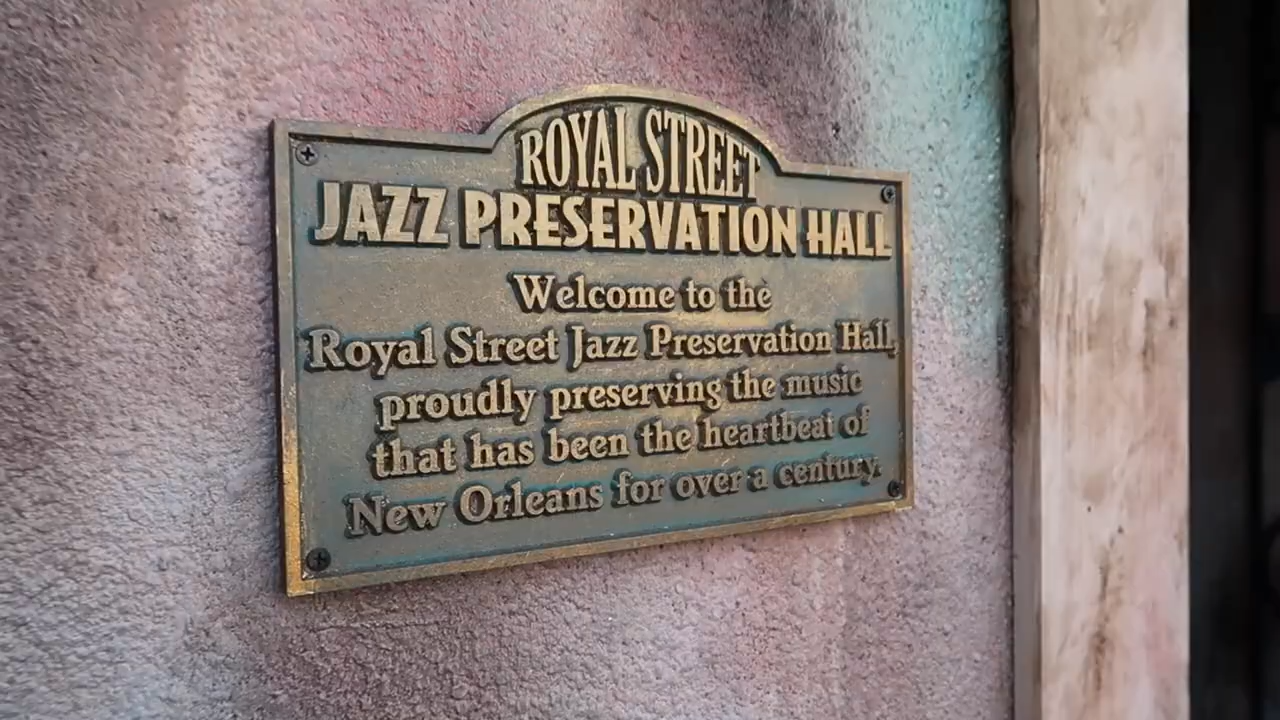 ROYAL STREET
JAZZ PRESERVATION HALL
Welcome to the
Royal Street Jazz Preservation Hall,
proudly preserving the music
that has been the heartbeat of
New Orleans for over a century.